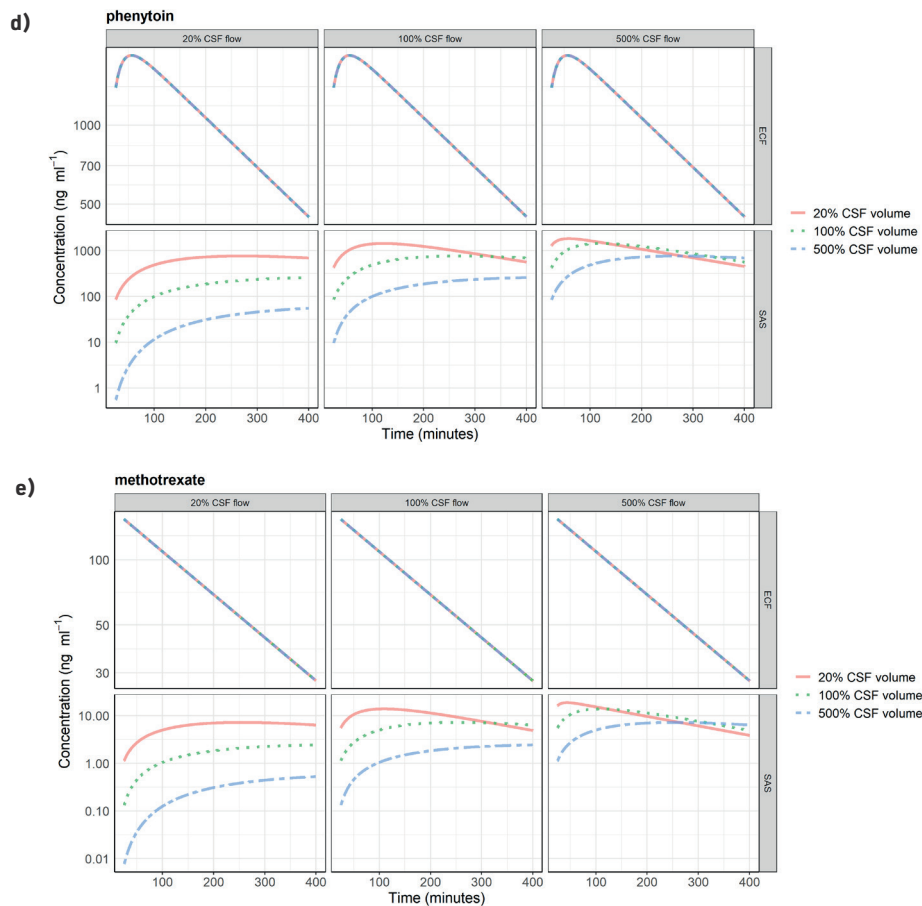 d)
phenytoin
20% CSF flow
100% CSF flow
500% CSF flow
Concentration (ng ml⁻¹)
1000
700
500
ECF
1000
100
10
1
SAS
20% CSF volume
100% CSF volume
500% CSF volume
100 200 300 400
100 200 300 400
100 200 300 400
Time (minutes)
e)
methotrexate
20% CSF flow
100% CSF flow
500% CSF flow
Concentration (ng ml⁻¹)
100
50
30
ECF
10.00
1.00
0.10
0.01
SAS
20% CSF volume
100% CSF volume
500% CSF volume
100 200 300 400
100 200 300 400
100 200 300 400
Time (minutes)